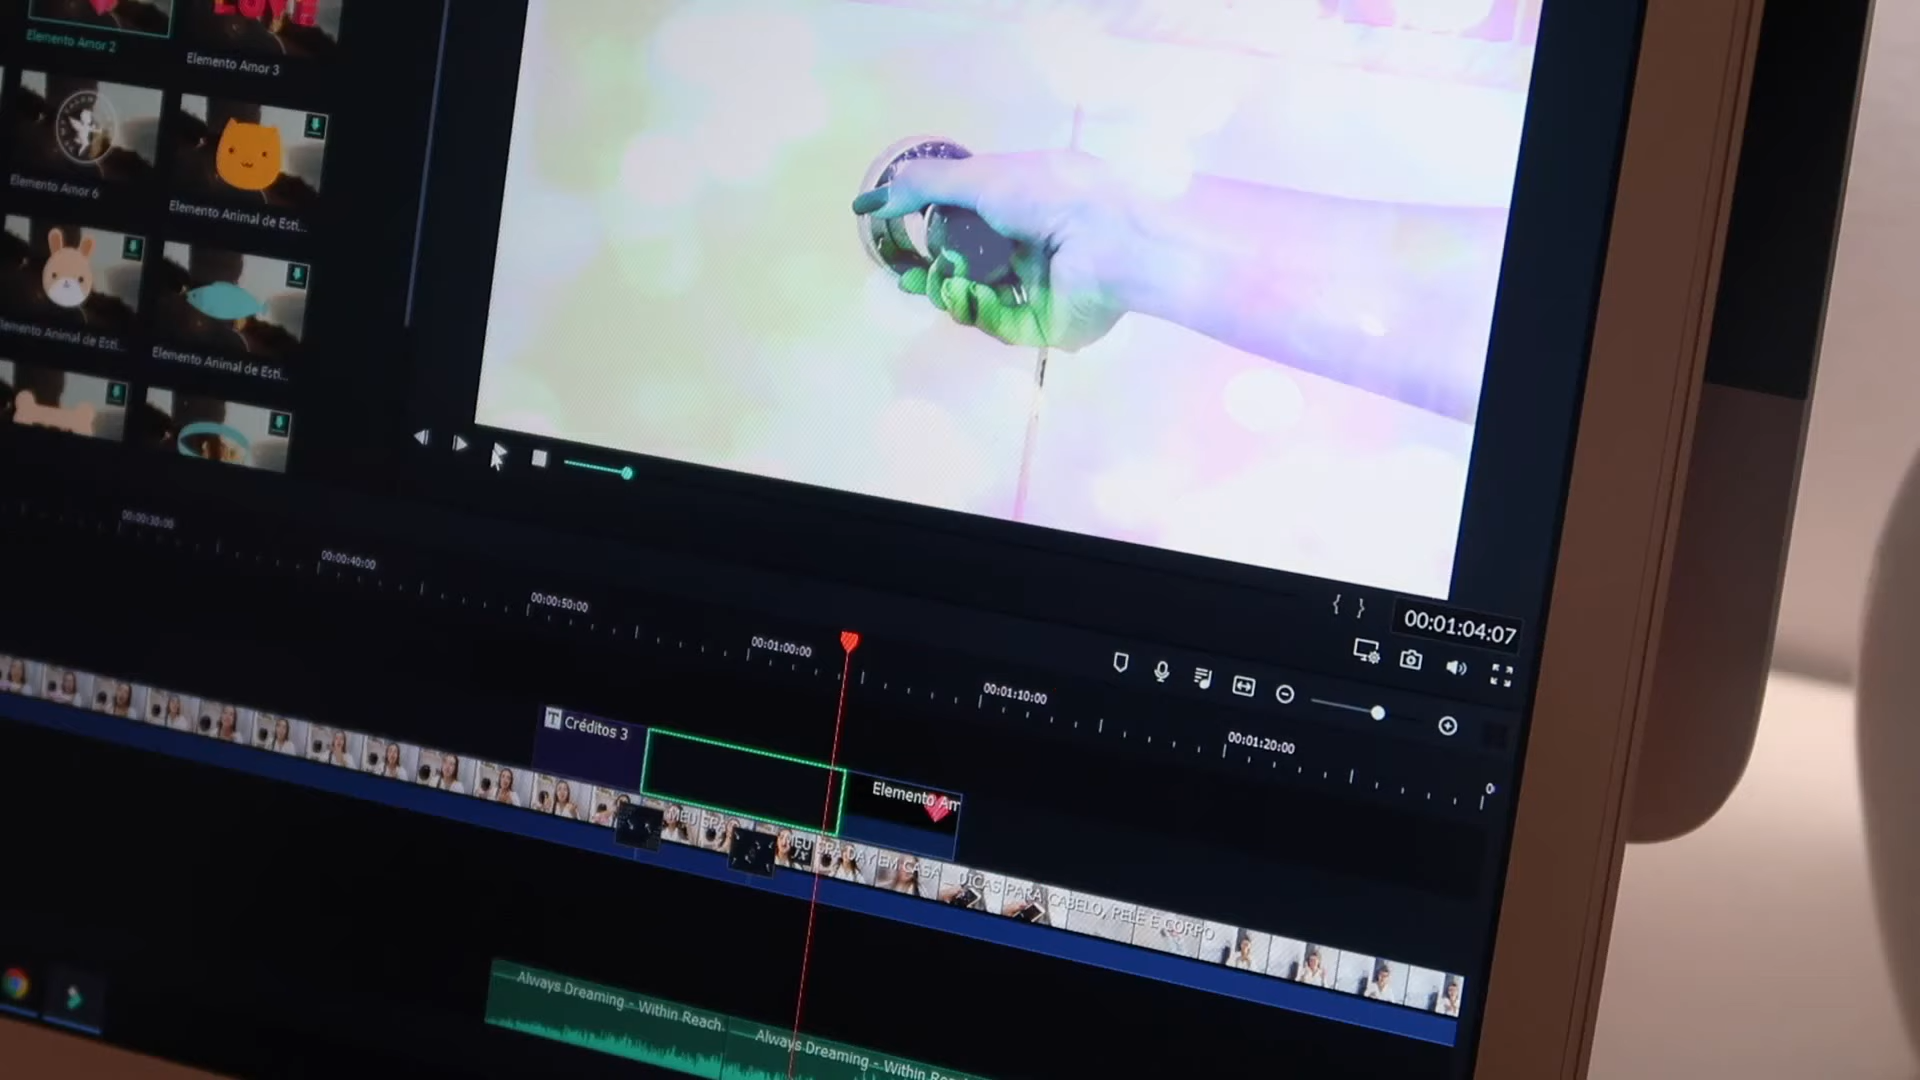 Elemento Amor 2
LOVE
Elemento Amor 3
Elemento Amor 6
Elemento Animal de Esti...
Elemento Animal de Esti...
Elemento Animal de Esti...
00:00:30:00
00:00:40:00
00:00:50:00
00:01:00:00
00:01:10:00
00:01:20:00
{ }
00:01:04:07
T Créditos 3
Elemento Am
MEU SPA
MEU SPA DAY EM CASA _ DICAS PARA CABELO, PELE E CORPO
Always Dreaming - Within Reach
Always Dreaming - Within Rea